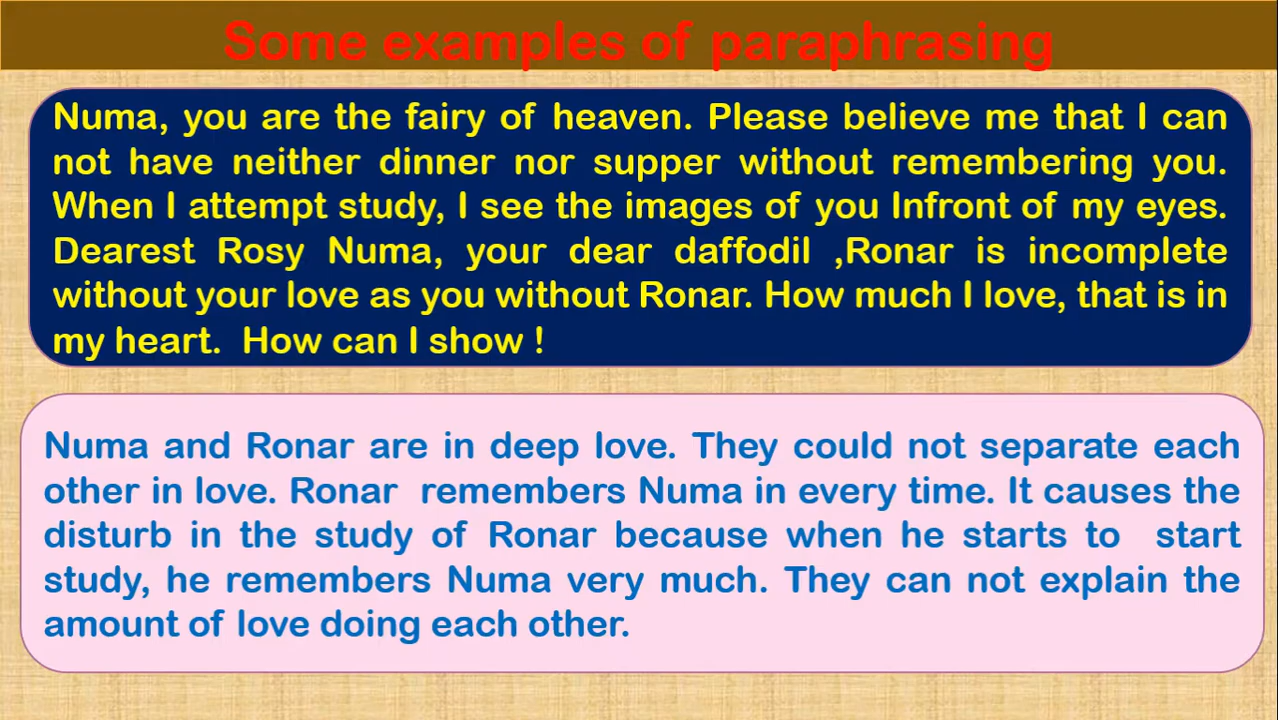 Some examples of paraphrasing
Numa, you are the fairy of heaven. Please believe me that I can
not have neither dinner nor supper without remembering you.
When I attempt study, I see the images of you Infront of my eyes.
Dearest Rosy Numa, your dear daffodil ,Ronar is incomplete
without your love as you without Ronar. How much I love, that is in
my heart. How can I show !
Numa and Ronar are in deep love. They could not separate each
other in love. Ronar remembers Numa in every time. It causes the
disturb in the study of Ronar because when he starts to start
study, he remembers Numa very much. They can not explain the
amount of love doing each other.